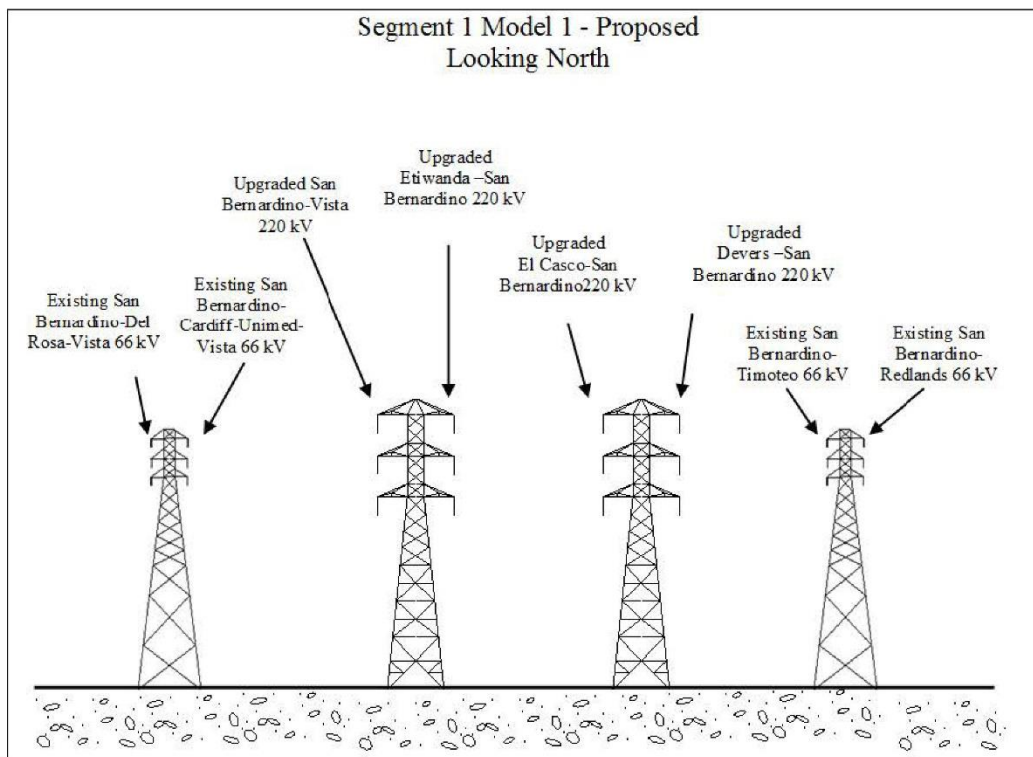 Segment 1 Model 1 - Proposed
Looking North
Upgraded San
Bernardino-Vista
220 kV
Upgraded
Etiwanda –San
Bernardino 220 kV
Upgraded
El Casco-San
Bernardino220 kV
Upgraded
Devers –San
Bernardino 220 kV
Existing San
Bernardino-Del
Rosa-Vista 66 kV
Existing San
Bernardino-
Cardiff-Unimed-
Vista 66 kV
Existing San
Bernardino-
Timoteo 66 kV
Existing San
Bernardino-
Redlands 66 kV